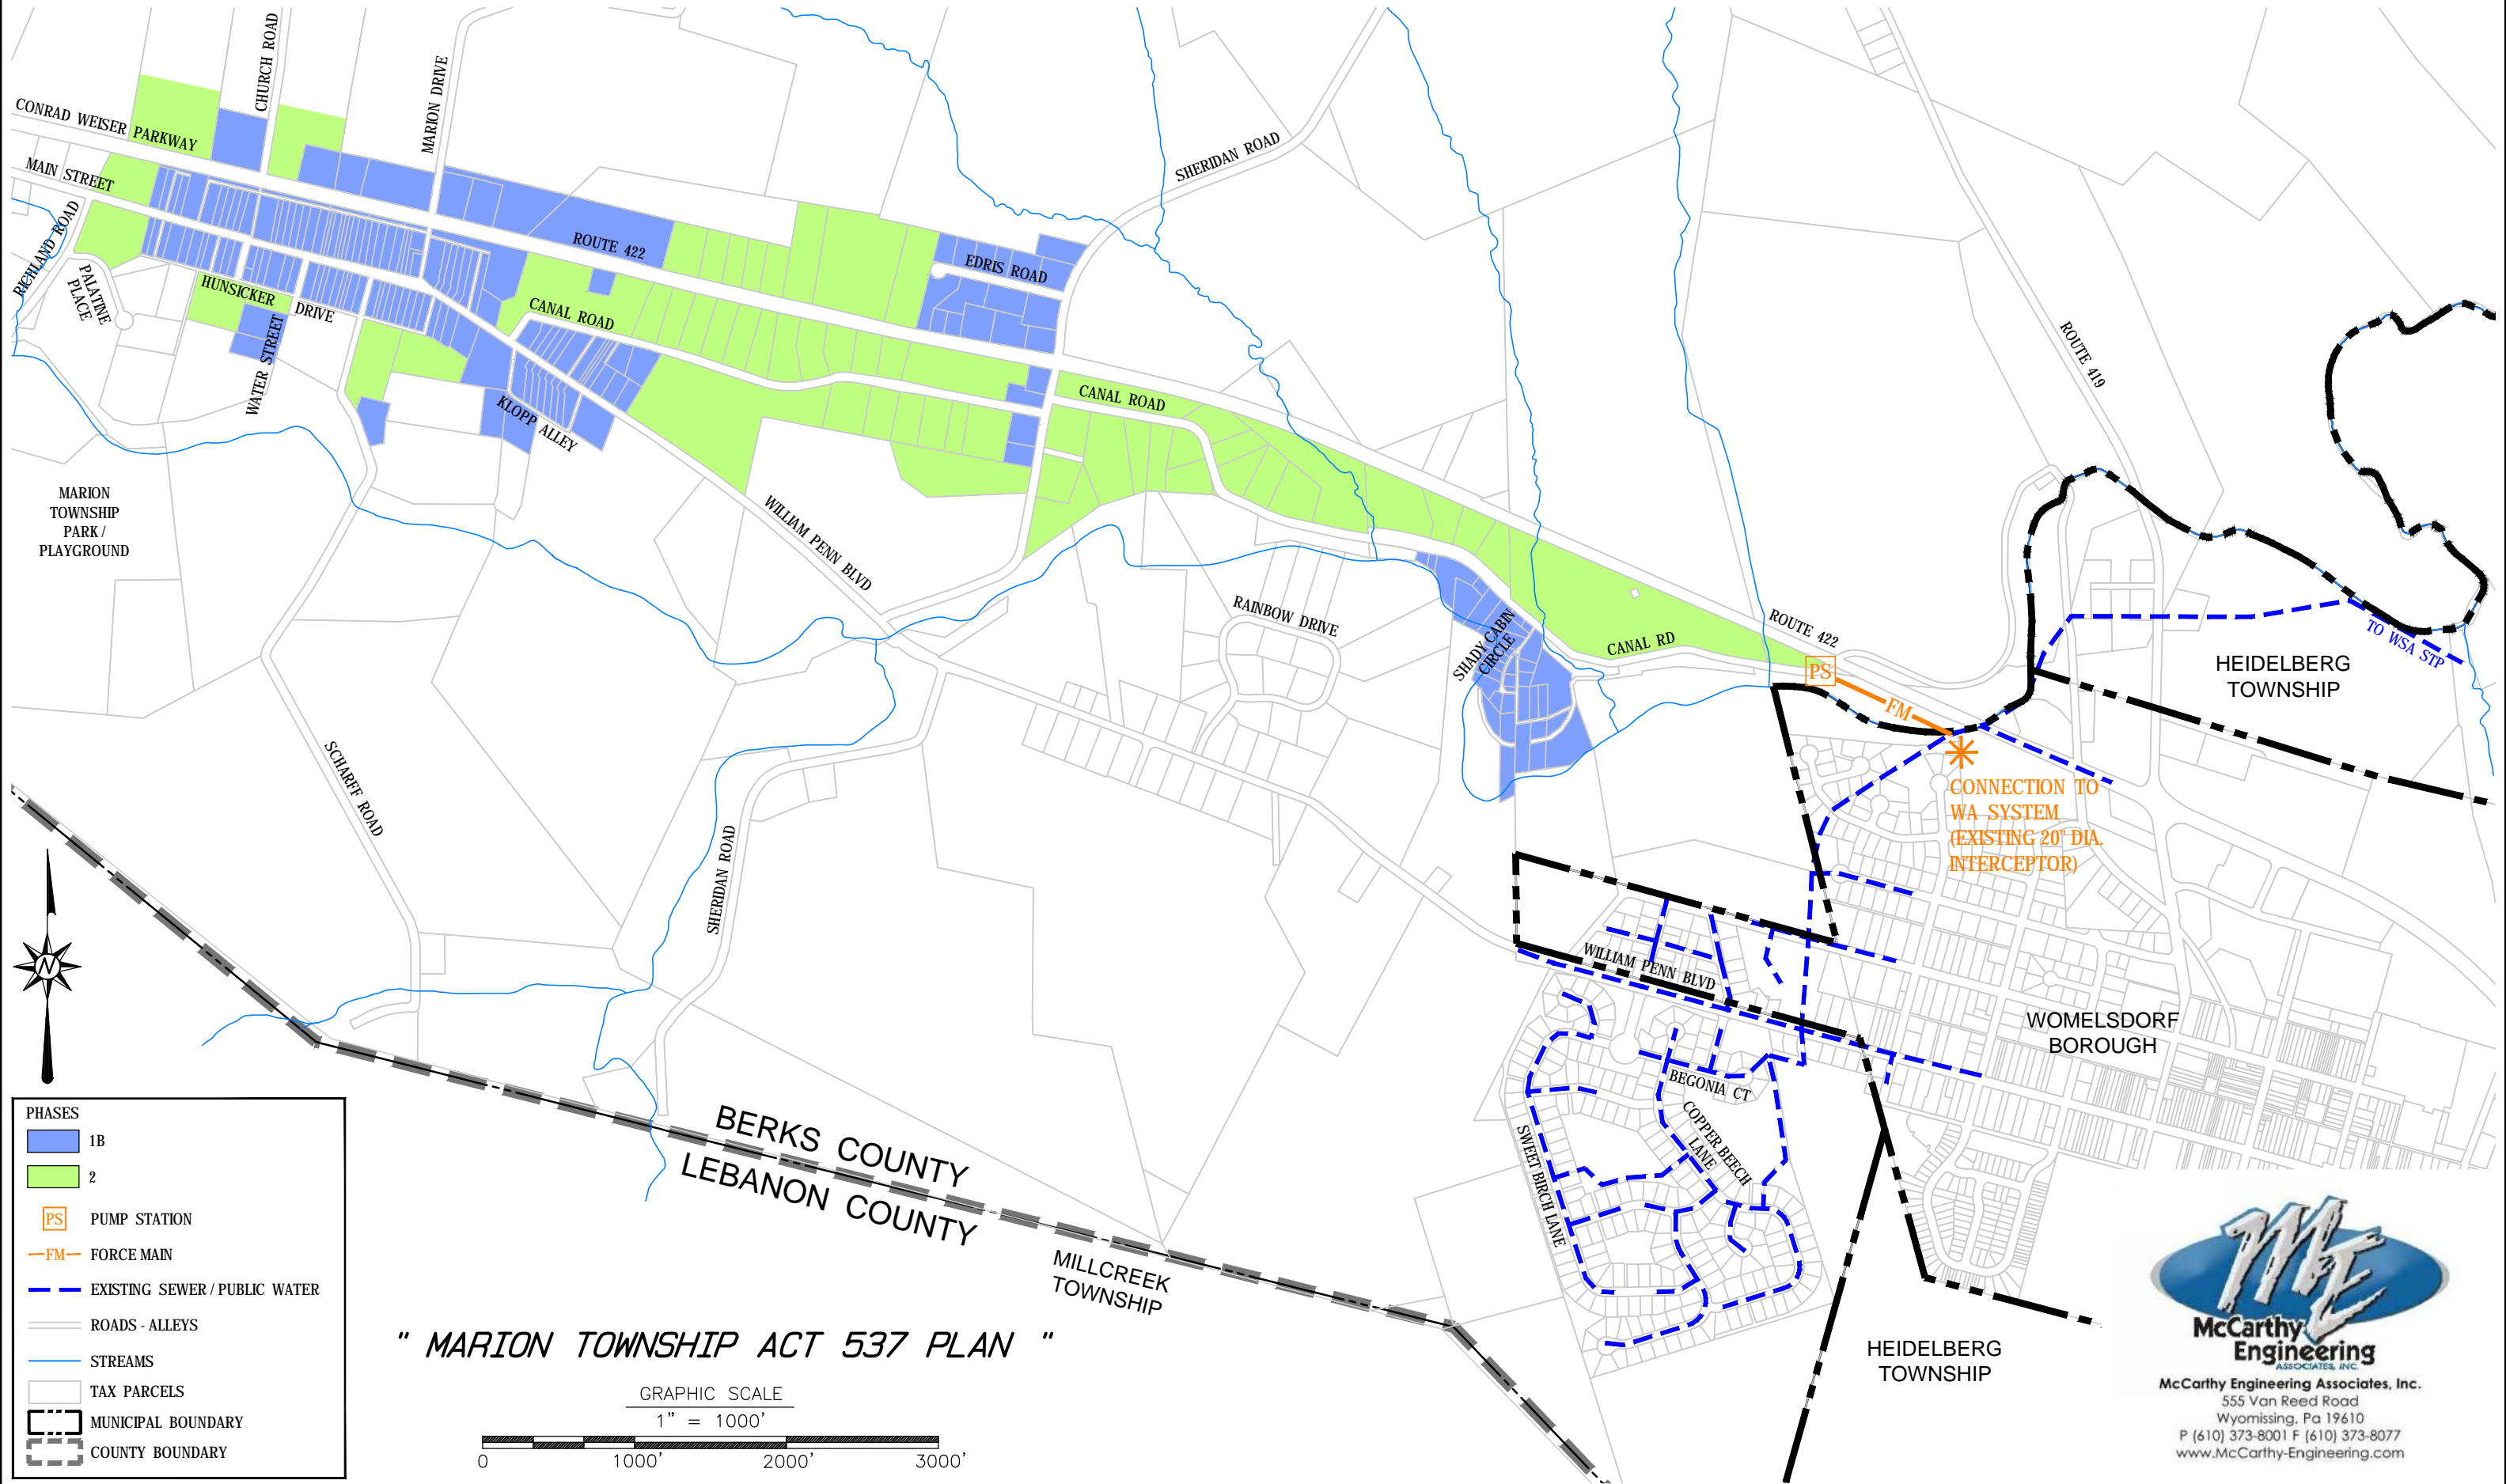 CONRAD WEISER PARKWAY
CHURCH ROAD
MARION DRIVE
MAIN STREET
RICHLAND ROAD
PALATINE
PLACE
HUNSICKER DRIVE
WATER STREET
ROUTE 422
CANAL ROAD
KLOPP ALLEY
EDRIS ROAD
SHERIDAN ROAD
CANAL ROAD
WILLIAM PENN BLVD
MARION
TOWNSHIP
PARK /
PLAYGROUND
RAINBOW DRIVE
SHADY CABIN
CIRCLE
CANAL RD
ROUTE 422
ROUTE 419
PS
FM
TO WSA STP
HEIDELBERG
TOWNSHIP
CONNECTION TO
WA SYSTEM
(EXISTING 20" DIA.
INTERCEPTOR)
SCHARFF ROAD
SHERIDAN ROAD
WILLIAM PENN BLVD
WOMELSDORF
BOROUGH
BEGONIA CT
COPPER BEECH
LANE
SWEET BIRCH LANE
N
BERKS COUNTY
LEBANON COUNTY
MILLCREEK
TOWNSHIP
HEIDELBERG
TOWNSHIP
PHASES
1B
2
PS PUMP STATION
FM FORCE MAIN
EXISTING SEWER / PUBLIC WATER
ROADS - ALLEYS
STREAMS
TAX PARCELS
MUNICIPAL BOUNDARY
COUNTY BOUNDARY
" MARION TOWNSHIP ACT 537 PLAN "
GRAPHIC SCALE
1" = 1000'
0 1000' 2000' 3000'
ME
McCarthy
Engineering
ASSOCIATES, INC.
McCarthy Engineering Associates, Inc.
555 Van Reed Road
Wyomissing, Pa 19610
P (610) 373-8001 F (610) 373-8077
www.McCarthy-Engineering.com